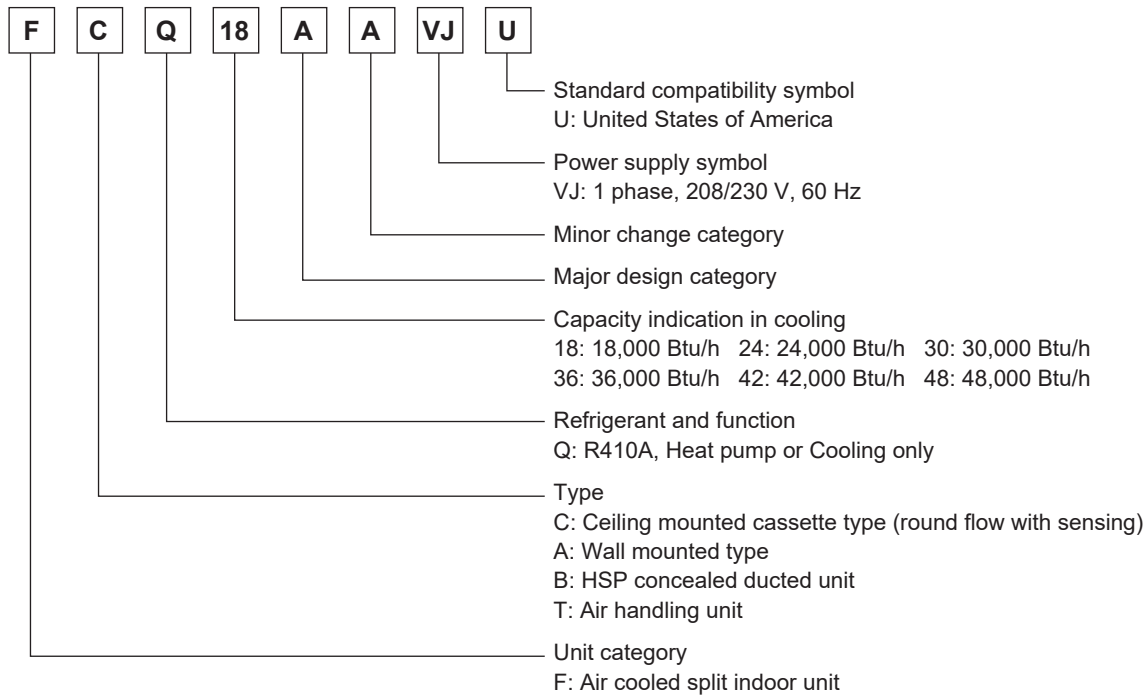 F C Q 18 A A VJ U
Standard compatibility symbol
U: United States of America
Power supply symbol
VJ: 1 phase, 208/230 V, 60 Hz
Minor change category
Major design category
Capacity indication in cooling
18: 18,000 Btu/h 24: 24,000 Btu/h 30: 30,000 Btu/h
36: 36,000 Btu/h 42: 42,000 Btu/h 48: 48,000 Btu/h
Refrigerant and function
Q: R410A, Heat pump or Cooling only
Type
C: Ceiling mounted cassette type (round flow with sensing)
A: Wall mounted type
B: HSP concealed ducted unit
T: Air handling unit
Unit category
F: Air cooled split indoor unit